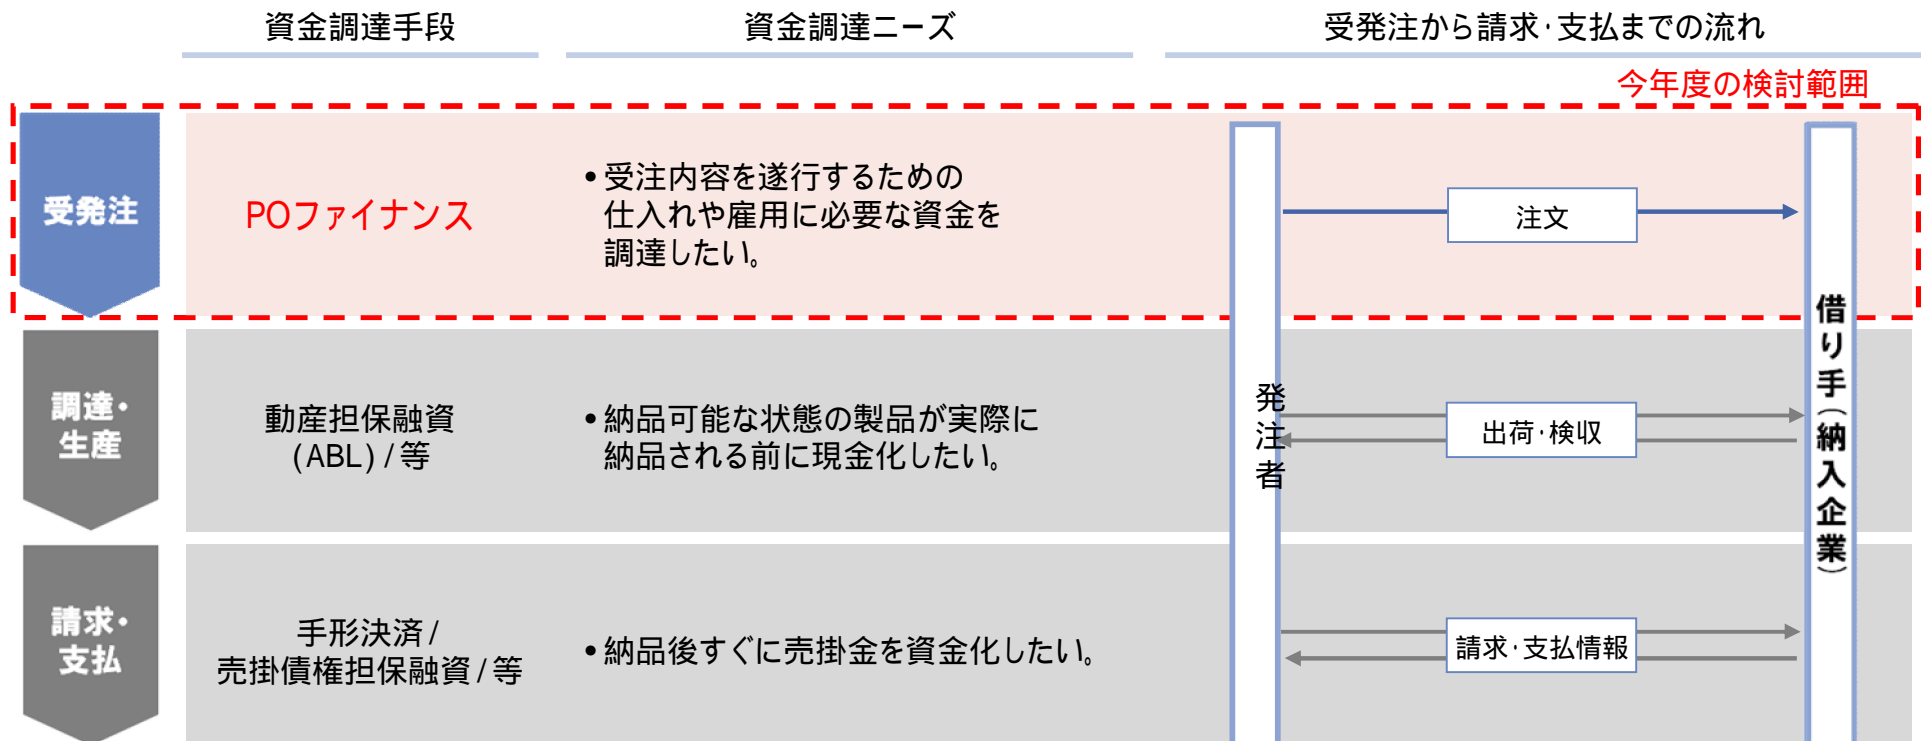 資金調達手段
資金調達ニーズ
受発注から請求･支払までの流れ
今年度の検討範囲
受発注
POファイナンス
•受注内容を遂行するための
仕入れや雇用に必要な資金を
調達したい。
注文
調達・
生産
動産担保融資
(ABL) / 等
•納品可能な状態の製品が実際に
納品される前に現金化したい。
出荷･検収
請求・
支払
手形決済 /
売掛債権担保融資 / 等
•納品後すぐに売掛金を資金化したい。
請求･支払情報
発注者
借り手（納入企業）